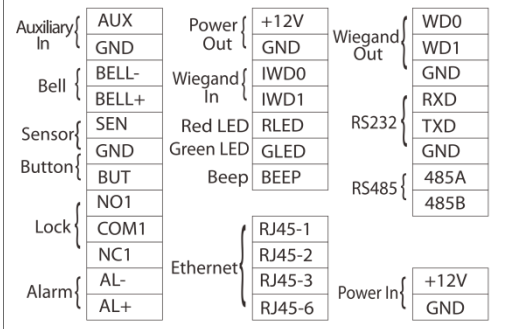 Auxiliary In
AUX
GND
Bell
BELL-
BELL+
Sensor
SEN
GND
Button
BUT
Lock
NO1
COM1
NC1
Alarm
AL-
AL+
Power Out
+12V
GND
Wiegand In
IWD0
IWD1
Red LED RLED
Green LED GLED
Beep BEEP
Ethernet
RJ45-1
RJ45-2
RJ45-3
RJ45-6
Wiegand Out
WD0
WD1
GND
RS232
RXD
TXD
GND
RS485
485A
485B
Power In
+12V
GND